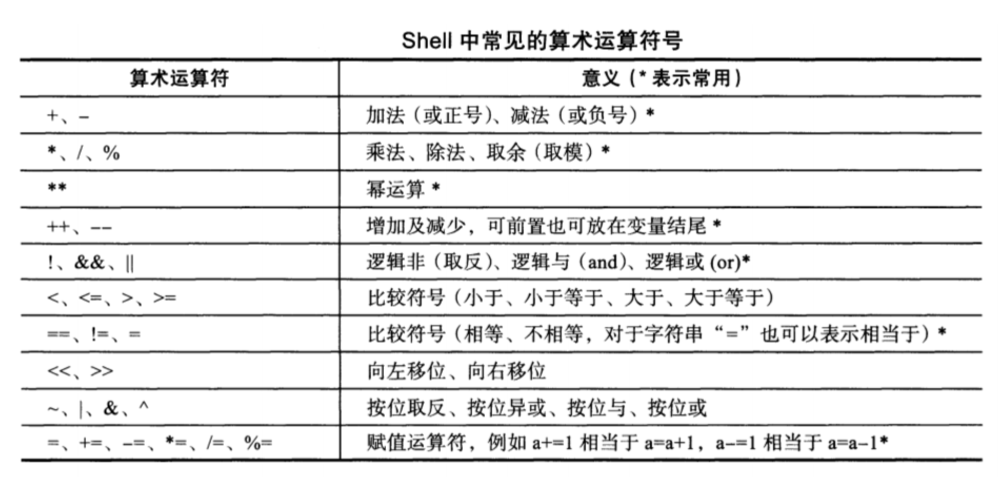 Shell 中常见的算术运算符号
算术运算符 意义（* 表示常用）
+、- 加法（或正号）、减法（或负号）*
*、/、% 乘法、除法、取余（取模）*
** 幂运算 *
++、-- 增加及减少，可前置也可放在变量结尾 *
!、&&、|| 逻辑非（取反）、逻辑与 (and)、逻辑或 (or)*
<、<=、>、>= 比较符号（小于、小于等于、大于、大于等于）
==、!=、= 比较符号（相等、不相等，对于字符串“=”也可以表示相当于）*
<<、>> 向左移位、向右移位
~、|、&、^ 按位取反、按位异或、按位与、按位或
=、+=、-=、*=、/=、%= 赋值运算符，例如 a+=1 相当于 a=a+1，a-=1 相当于 a=a-1*